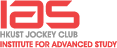 ias
HKUST JOCKEY CLUB
INSTITUTE FOR ADVANCED STUDY